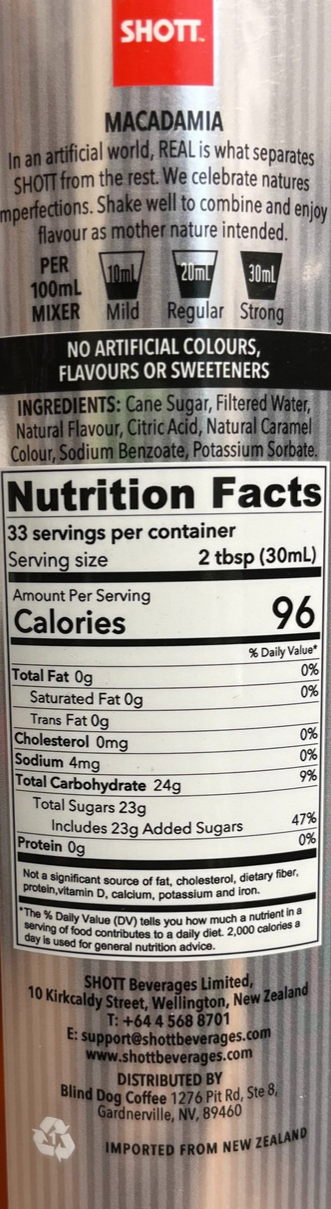 SHOTT™
MACADAMIA
In an artificial world, REAL is what separates
SHOTT from the rest. We celebrate natures
mperfections. Shake well to combine and enjoy
flavour as mother nature intended.
PER
100mL
MIXER
10mL
Mild
20mL
Regular
30mL
Strong
NO ARTIFICIAL COLOURS,
FLAVOURS OR SWEETENERS
INGREDIENTS: Cane Sugar, Filtered Water,
Natural Flavour, Citric Acid, Natural Caramel
Colour, Sodium Benzoate, Potassium Sorbate.
Nutrition Facts
33 servings per container
Serving size 2 tbsp (30mL)
Amount Per Serving
Calories 96
% Daily Value*
Total Fat 0g 0%
Saturated Fat 0g 0%
Trans Fat 0g
Cholesterol 0mg 0%
Sodium 4mg 0%
Total Carbohydrate 24g 9%
Total Sugars 23g
Includes 23g Added Sugars 47%
Protein 0g 0%
Not a significant source of fat, cholesterol, dietary fiber,
protein,vitamin D, calcium, potassium and iron.
*The % Daily Value (DV) tells you how much a nutrient in a
serving of food contributes to a daily diet. 2,000 calories a
day is used for general nutrition advice.
SHOTT Beverages Limited,
10 Kirkcaldy Street, Wellington, New Zealand
T: +64 4 568 8701
E: support@shottbeverages.com
www.shottbeverages.com
DISTRIBUTED BY
Blind Dog Coffee 1276 Pit Rd, Ste 8,
Gardnerville, NV, 89460
1
IMPORTED FROM NEW ZEALAND